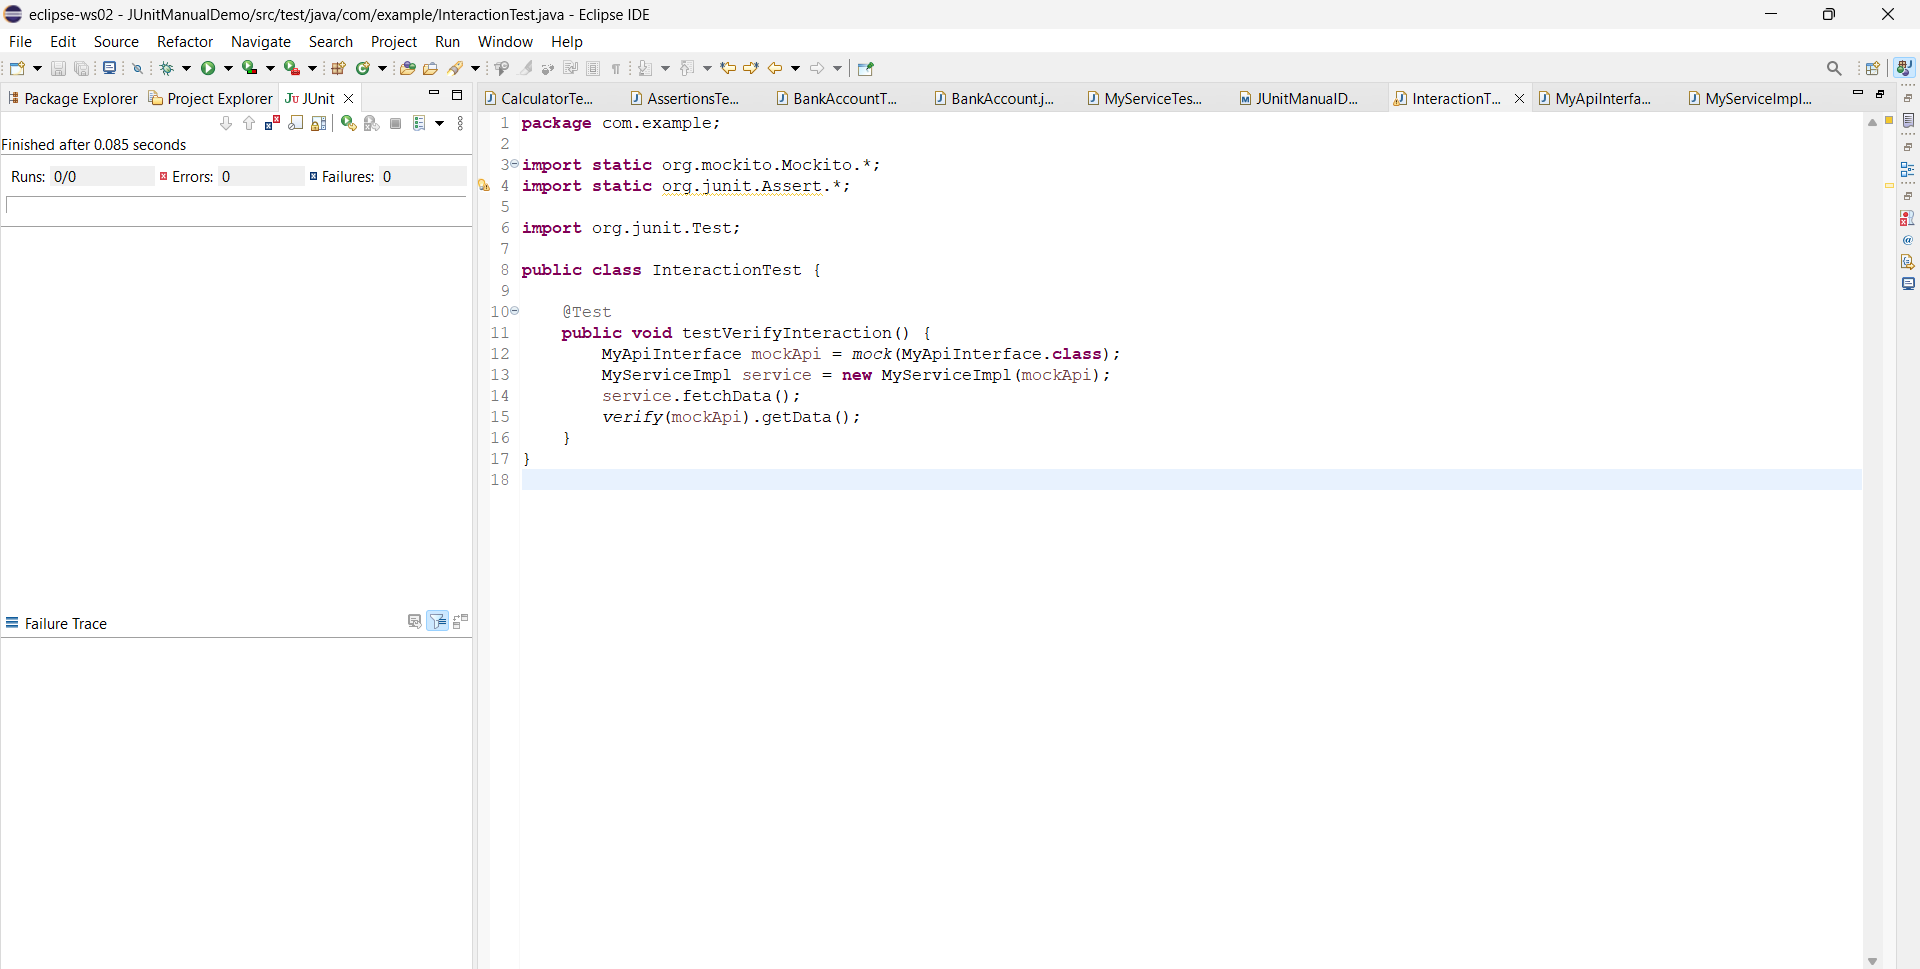 eclipse-ws02 - JUnitManualDemo/src/test/java/com/example/InteractionTest.java - Eclipse IDE
File Edit Source Refactor Navigate Search Project Run Window Help
Package Explorer Project Explorer JUnit
Finished after 0.085 seconds
Runs: 0/0 Errors: 0 Failures: 0
Failure Trace
CalculatorTe... AssertionsTe... BankAccountT... BankAccount.j... MyServiceTes... JUnitManualD... InteractionT... MyApiInterfa... MyServiceImpl...
1 package com.example;
2
3 import static org.mockito.Mockito.*;
4 import static org.junit.Assert.*;
5
6 import org.junit.Test;
7
8 public class InteractionTest {
9
10 @Test
11 public void testVerifyInteraction() {
12 MyApiInterface mockApi = mock(MyApiInterface.class);
13 MyServiceImpl service = new MyServiceImpl(mockApi);
14 service.fetchData();
15 verify(mockApi).getData();
16 }
17 }
18